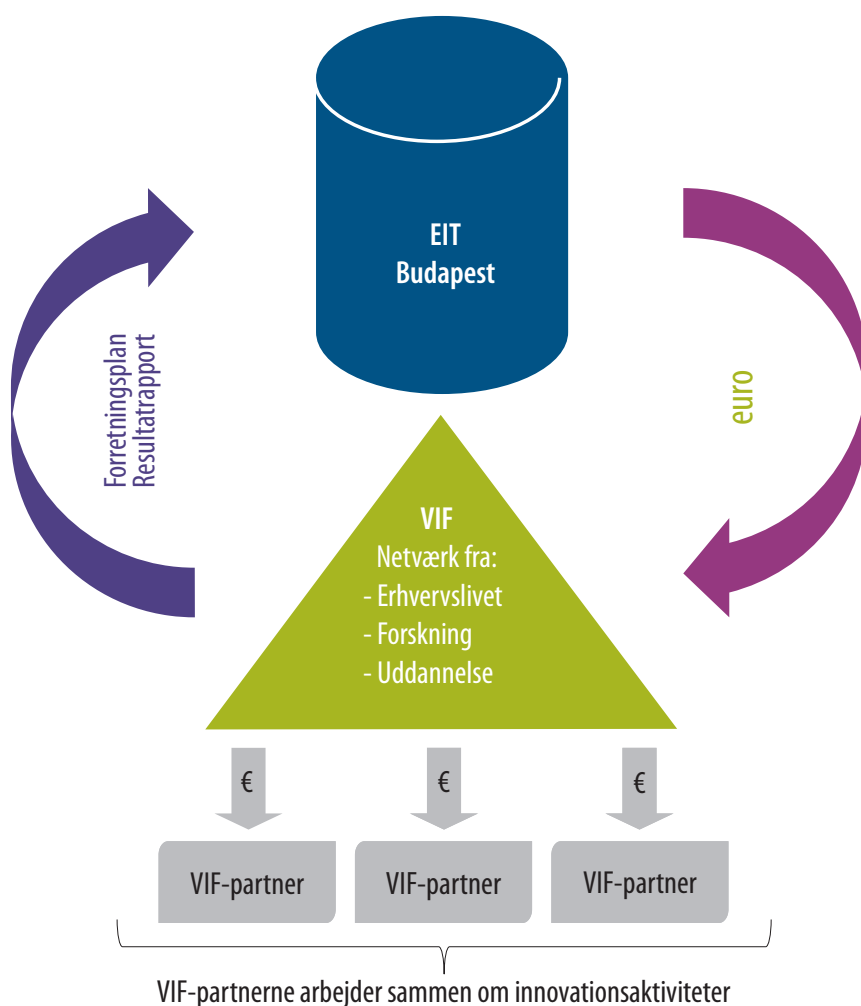 EIT
Budapest
Forretningsplan
Resultatrapport
euro
VIF
Netværk fra:
- Erhvervslivet
- Forskning
- Uddannelse
€
€
€
VIF-partner
VIF-partner
VIF-partner
VIF-partnerne arbejder sammen om innovationsaktiviteter